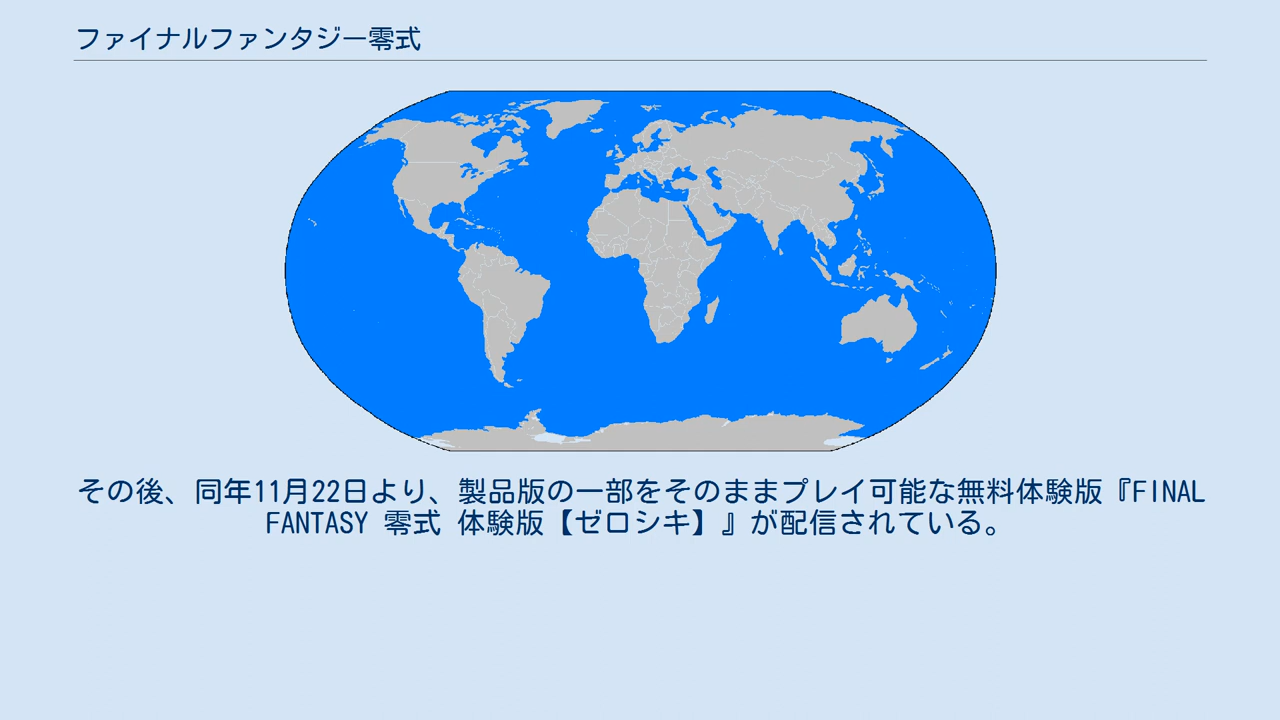 ファイナルファンタジー零式
その後、同年11月22日より、製品版の一部をそのままプレイ可能な無料体験版『FINAL
FANTASY 零式 体験版【ゼロシキ】』が配信されている。